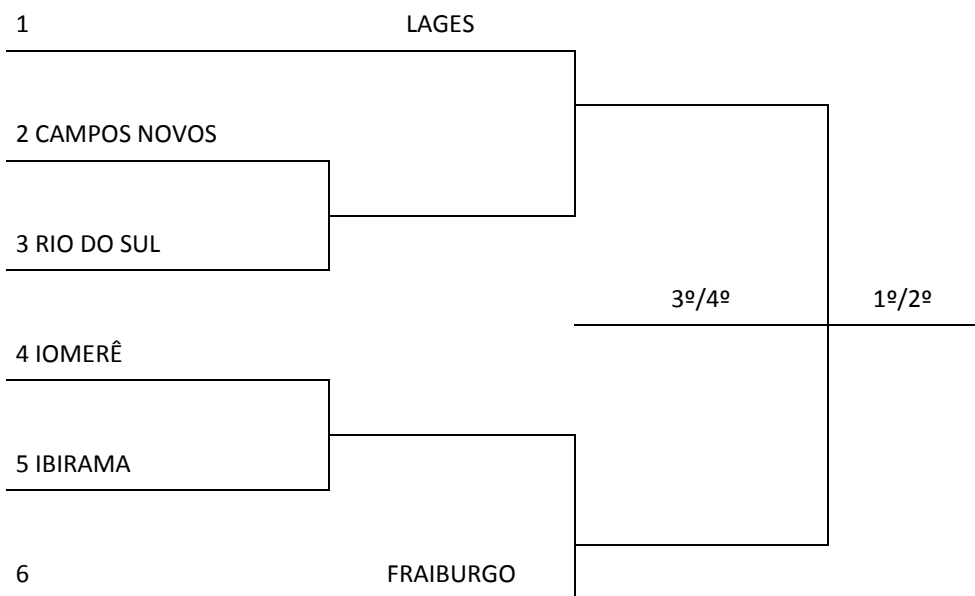 1 LAGES
2 CAMPOS NOVOS
3 RIO DO SUL
3º/4º 1º/2º
4 IOMERÊ
5 IBIRAMA
6 FRAIBURGO